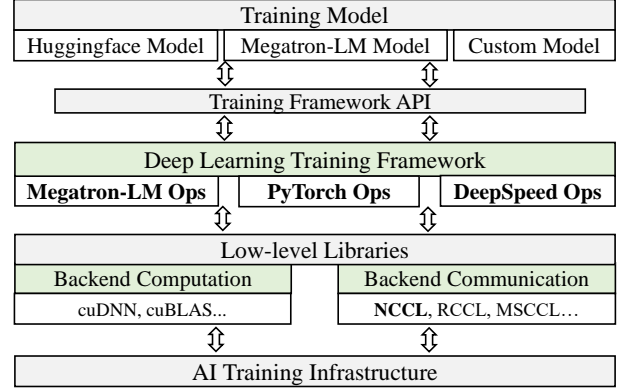 Training Model
Huggingface Model Megatron-LM Model Custom Model
Training Framework API
Deep Learning Training Framework
Megatron-LM Ops PyTorch Ops DeepSpeed Ops
Low-level Libraries
Backend Computation Backend Communication
cuDNN, cuBLAS... NCCL, RCCL, MSCCL…
AI Training Infrastructure